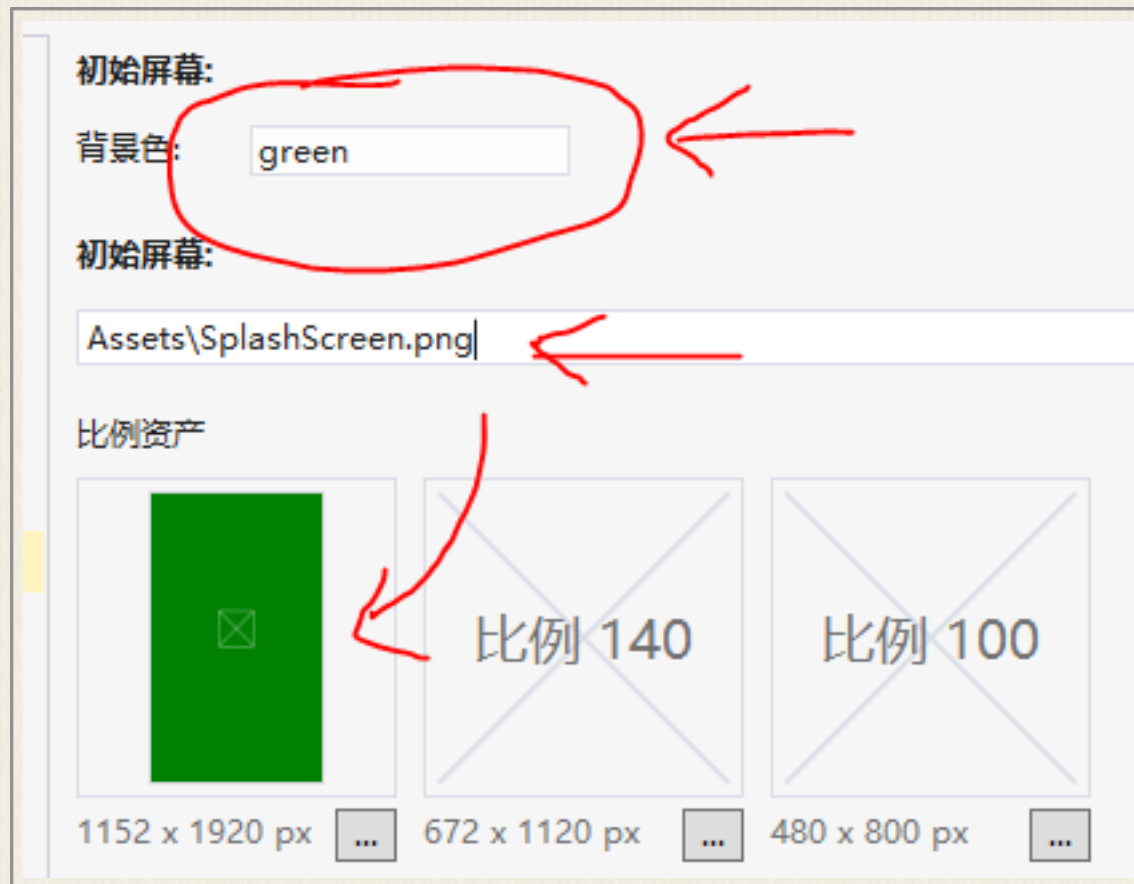 初始屏幕:
背景色: green
初始屏幕:
Assets\SplashScreen.png
比例资产
比例 140 比例 100
1152 x 1920 px ... 672 x 1120 px ... 480 x 800 px ...